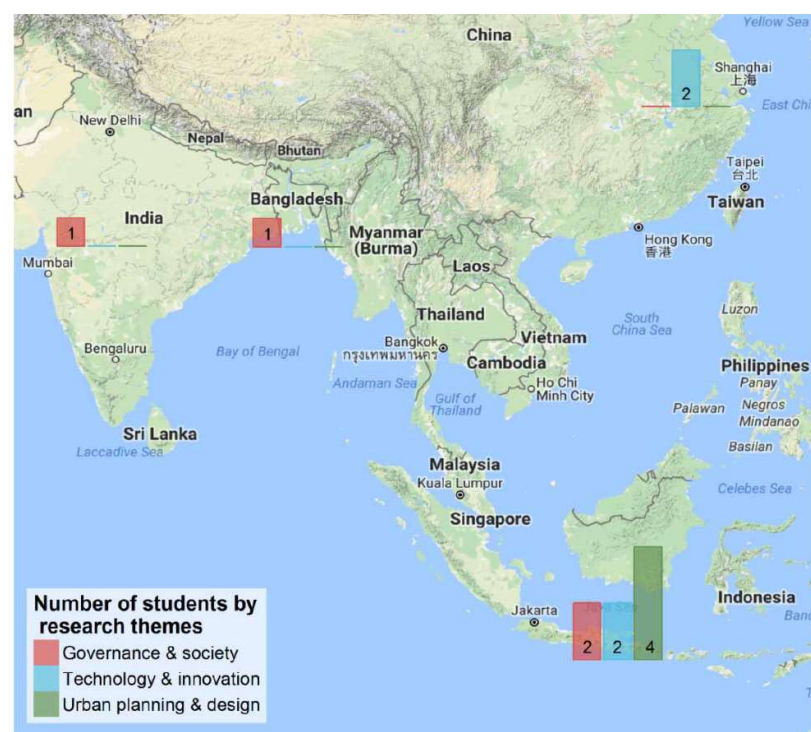 Yellow Sea
China
Shanghai
上海
2
East Chi
an
New Delhi
Nepal
Bhutan
Taipei
台北
Bangladesh
Taiwan
India
1
1
Myanmar
(Burma)
Hong Kong
香港
Mumbai
Laos
Luzon
Thailand
South
China Sea
Vietnam
Bengaluru
Bay of Bengal
Bangkok
กรุงเทพมหานคร
Cambodia
Philippines
Andaman Sea
Ho Chi
Minh City
Panay
Gulf of
Thailand
Negros
Palawan
Mindanao
Sri Lanka
Basilan
Laccadive Sea
Malaysia
Kuala Lumpur
Celebes Sea
Singapore
Indonesia
Number of students by
research themes
Governance & society
Technology & innovation
Urban planning & design
Jakarta
Java Sea
Banda
2
2
4
T